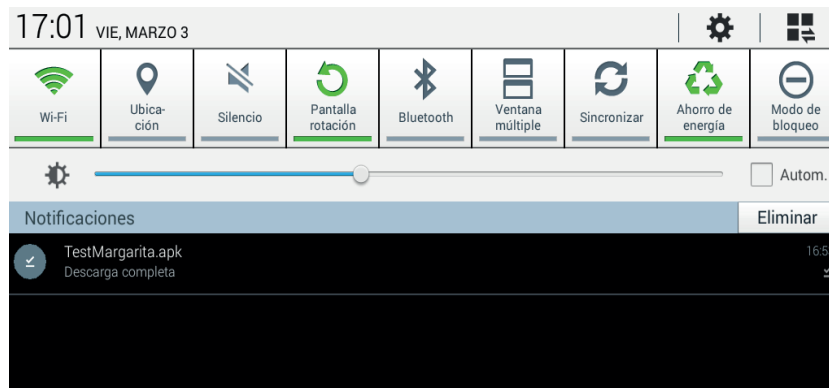 17:01 VIE, MARZO 3
Wi-Fi
Ubica-
ción
Silencio
Pantalla
rotación
Bluetooth
Ventana
múltiple
Sincronizar
Ahorro de
energía
Modo de
bloqueo
Autom.
Notificaciones Eliminar
TestMargarita.apk
Descarga completa